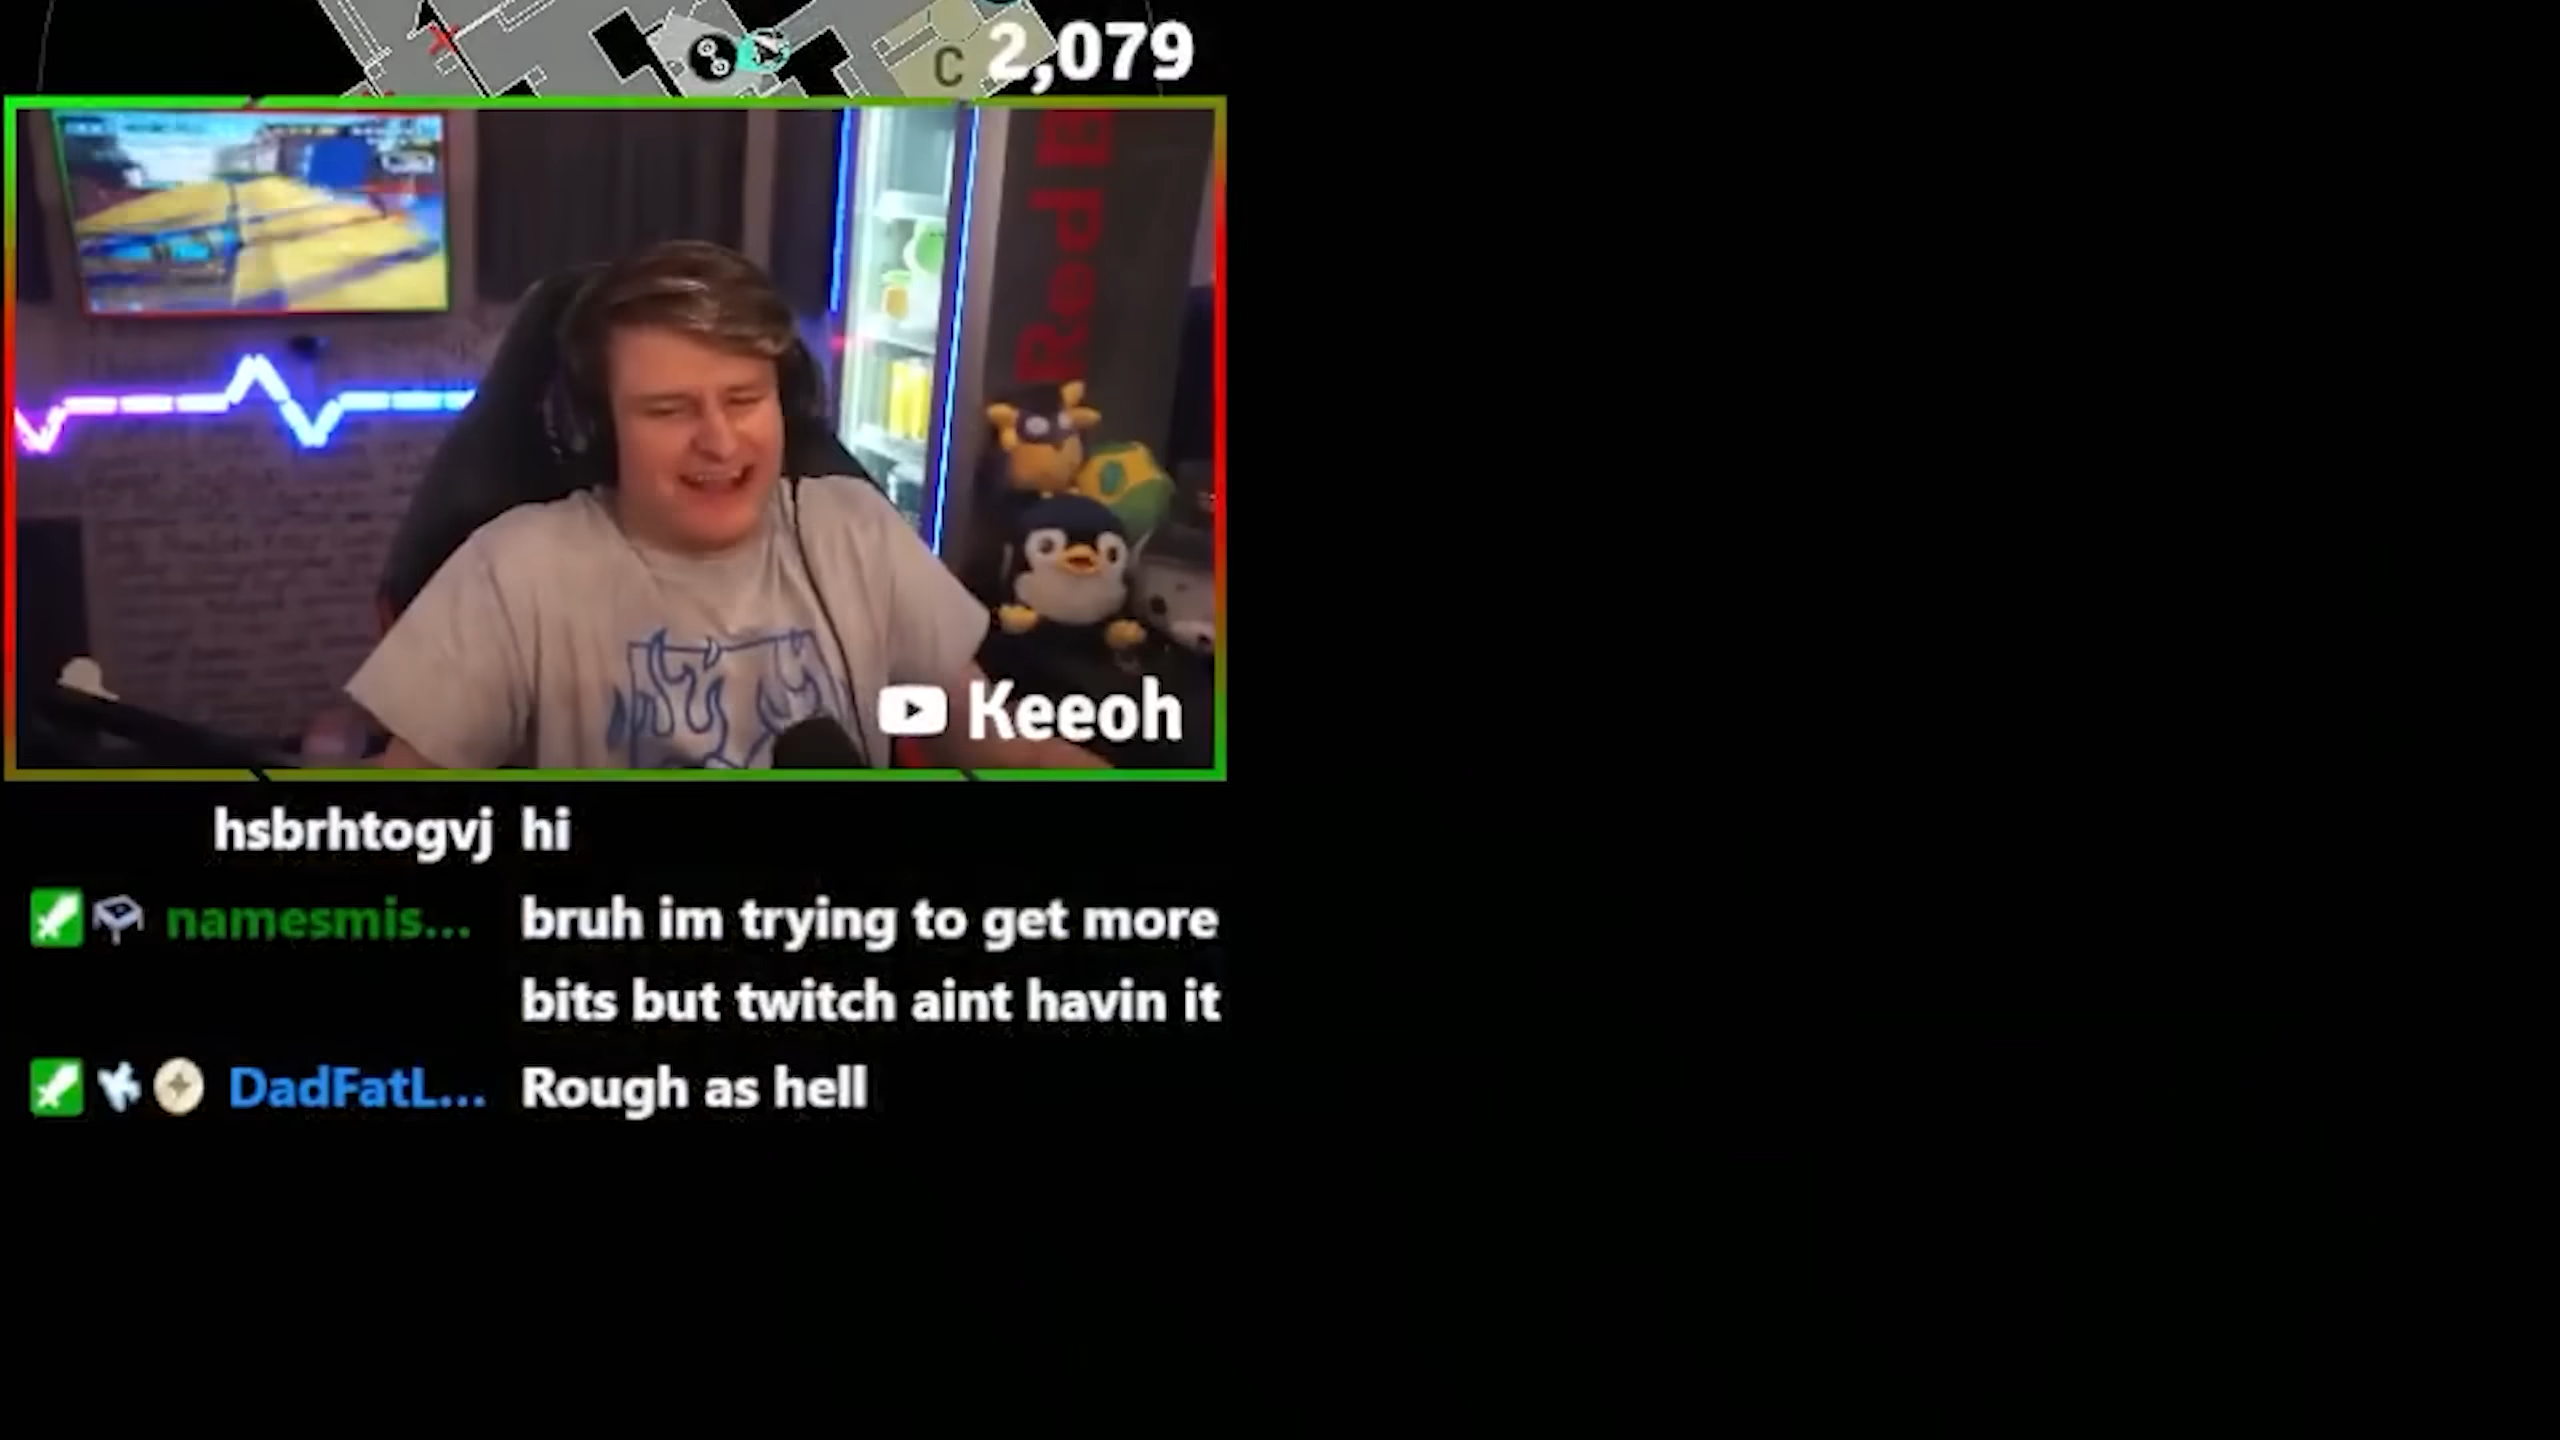 C 2,079
Red B
Keeoh
hsbrhtogvj hi
namesmis... bruh im trying to get more
bits but twitch aint havin it
DadFatL... Rough as hell